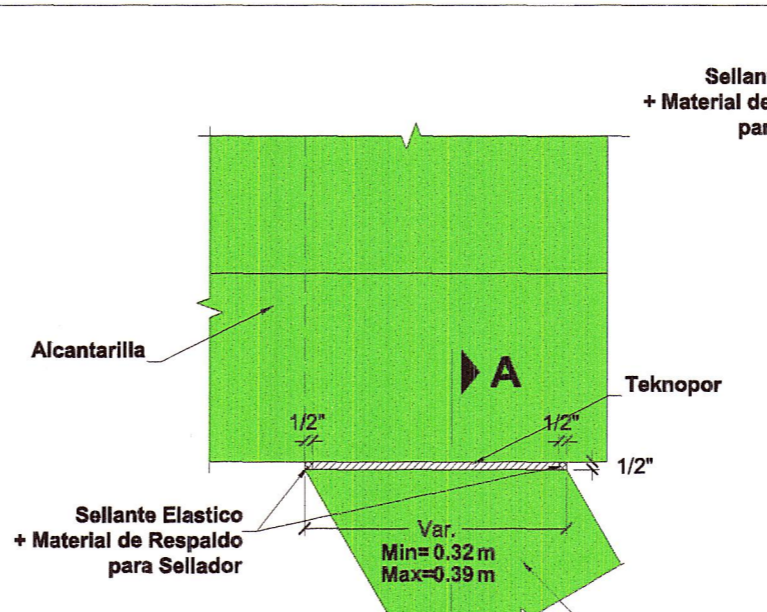 Sellan
+ Material de
par
Alcantarilla
A
Teknopor
1/2"
1/2"
1/2"
Sellante Elastico
+ Material de Respaldo
para Sellador
Var.
Min= 0.32 m
Max=0.39 m